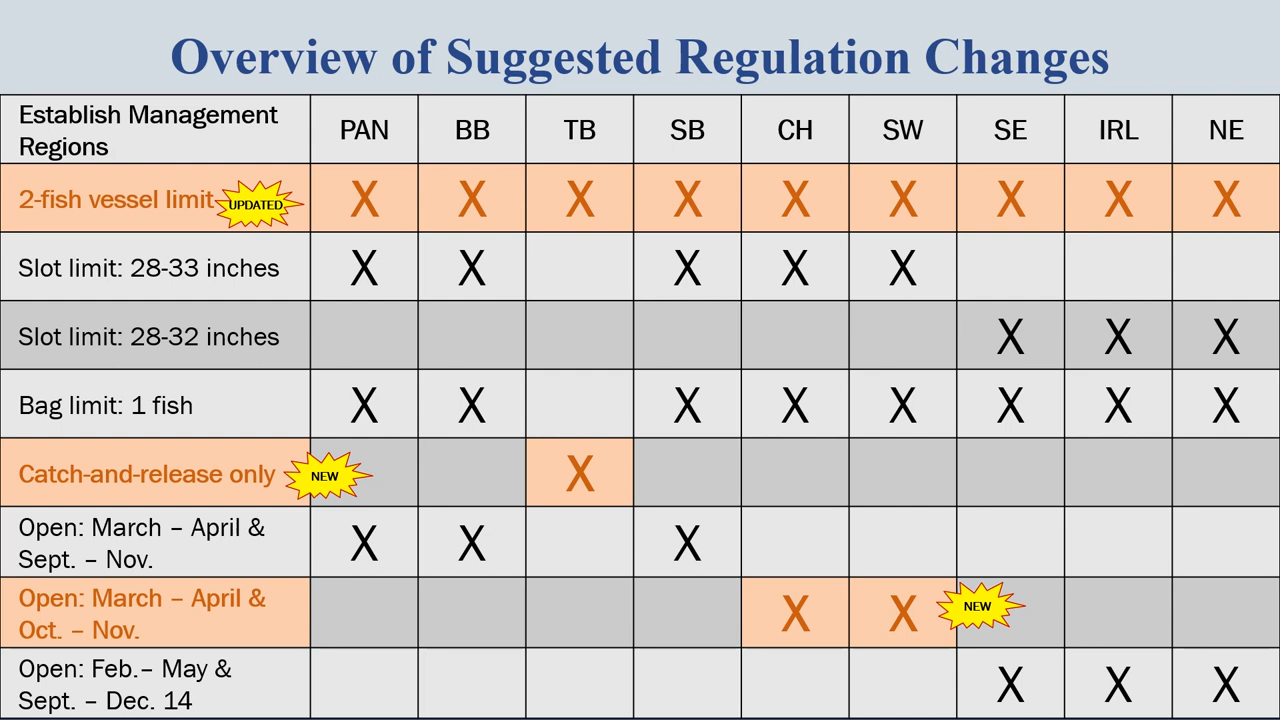 Overview of Suggested Regulation Changes
Establish Management
Regions
PAN BB TB SB CH SW SE IRL NE
2-fish vessel limit UPDATED X X X X X X X X X
Slot limit: 28-33 inches X X X X X
Slot limit: 28-32 inches X X X
Bag limit: 1 fish X X X X X X X X
Catch-and-release only NEW X
Open: March – April &
Sept. – Nov.
X X X
Open: March – April &
Oct. – Nov.
X X NEW
Open: Feb.– May &
Sept. – Dec. 14
X X X